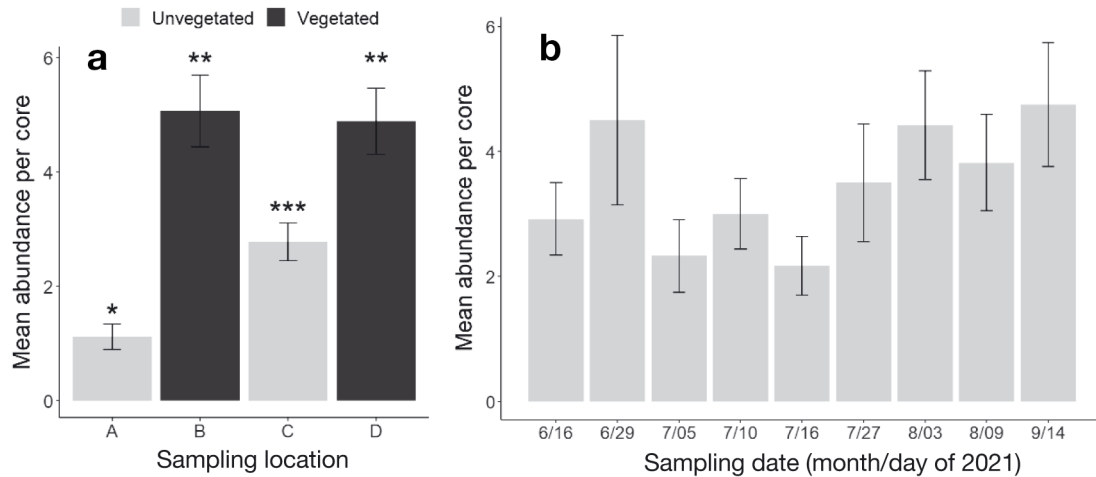 Unvegetated Vegetated
a
Mean abundance per core
6
4
2
0
*
**
***
**
A B C D
Sampling location
b
Mean abundance per core
6
4
2
0
6/16 6/29 7/05 7/10 7/16 7/27 8/03 8/09 9/14
Sampling date (month/day of 2021)